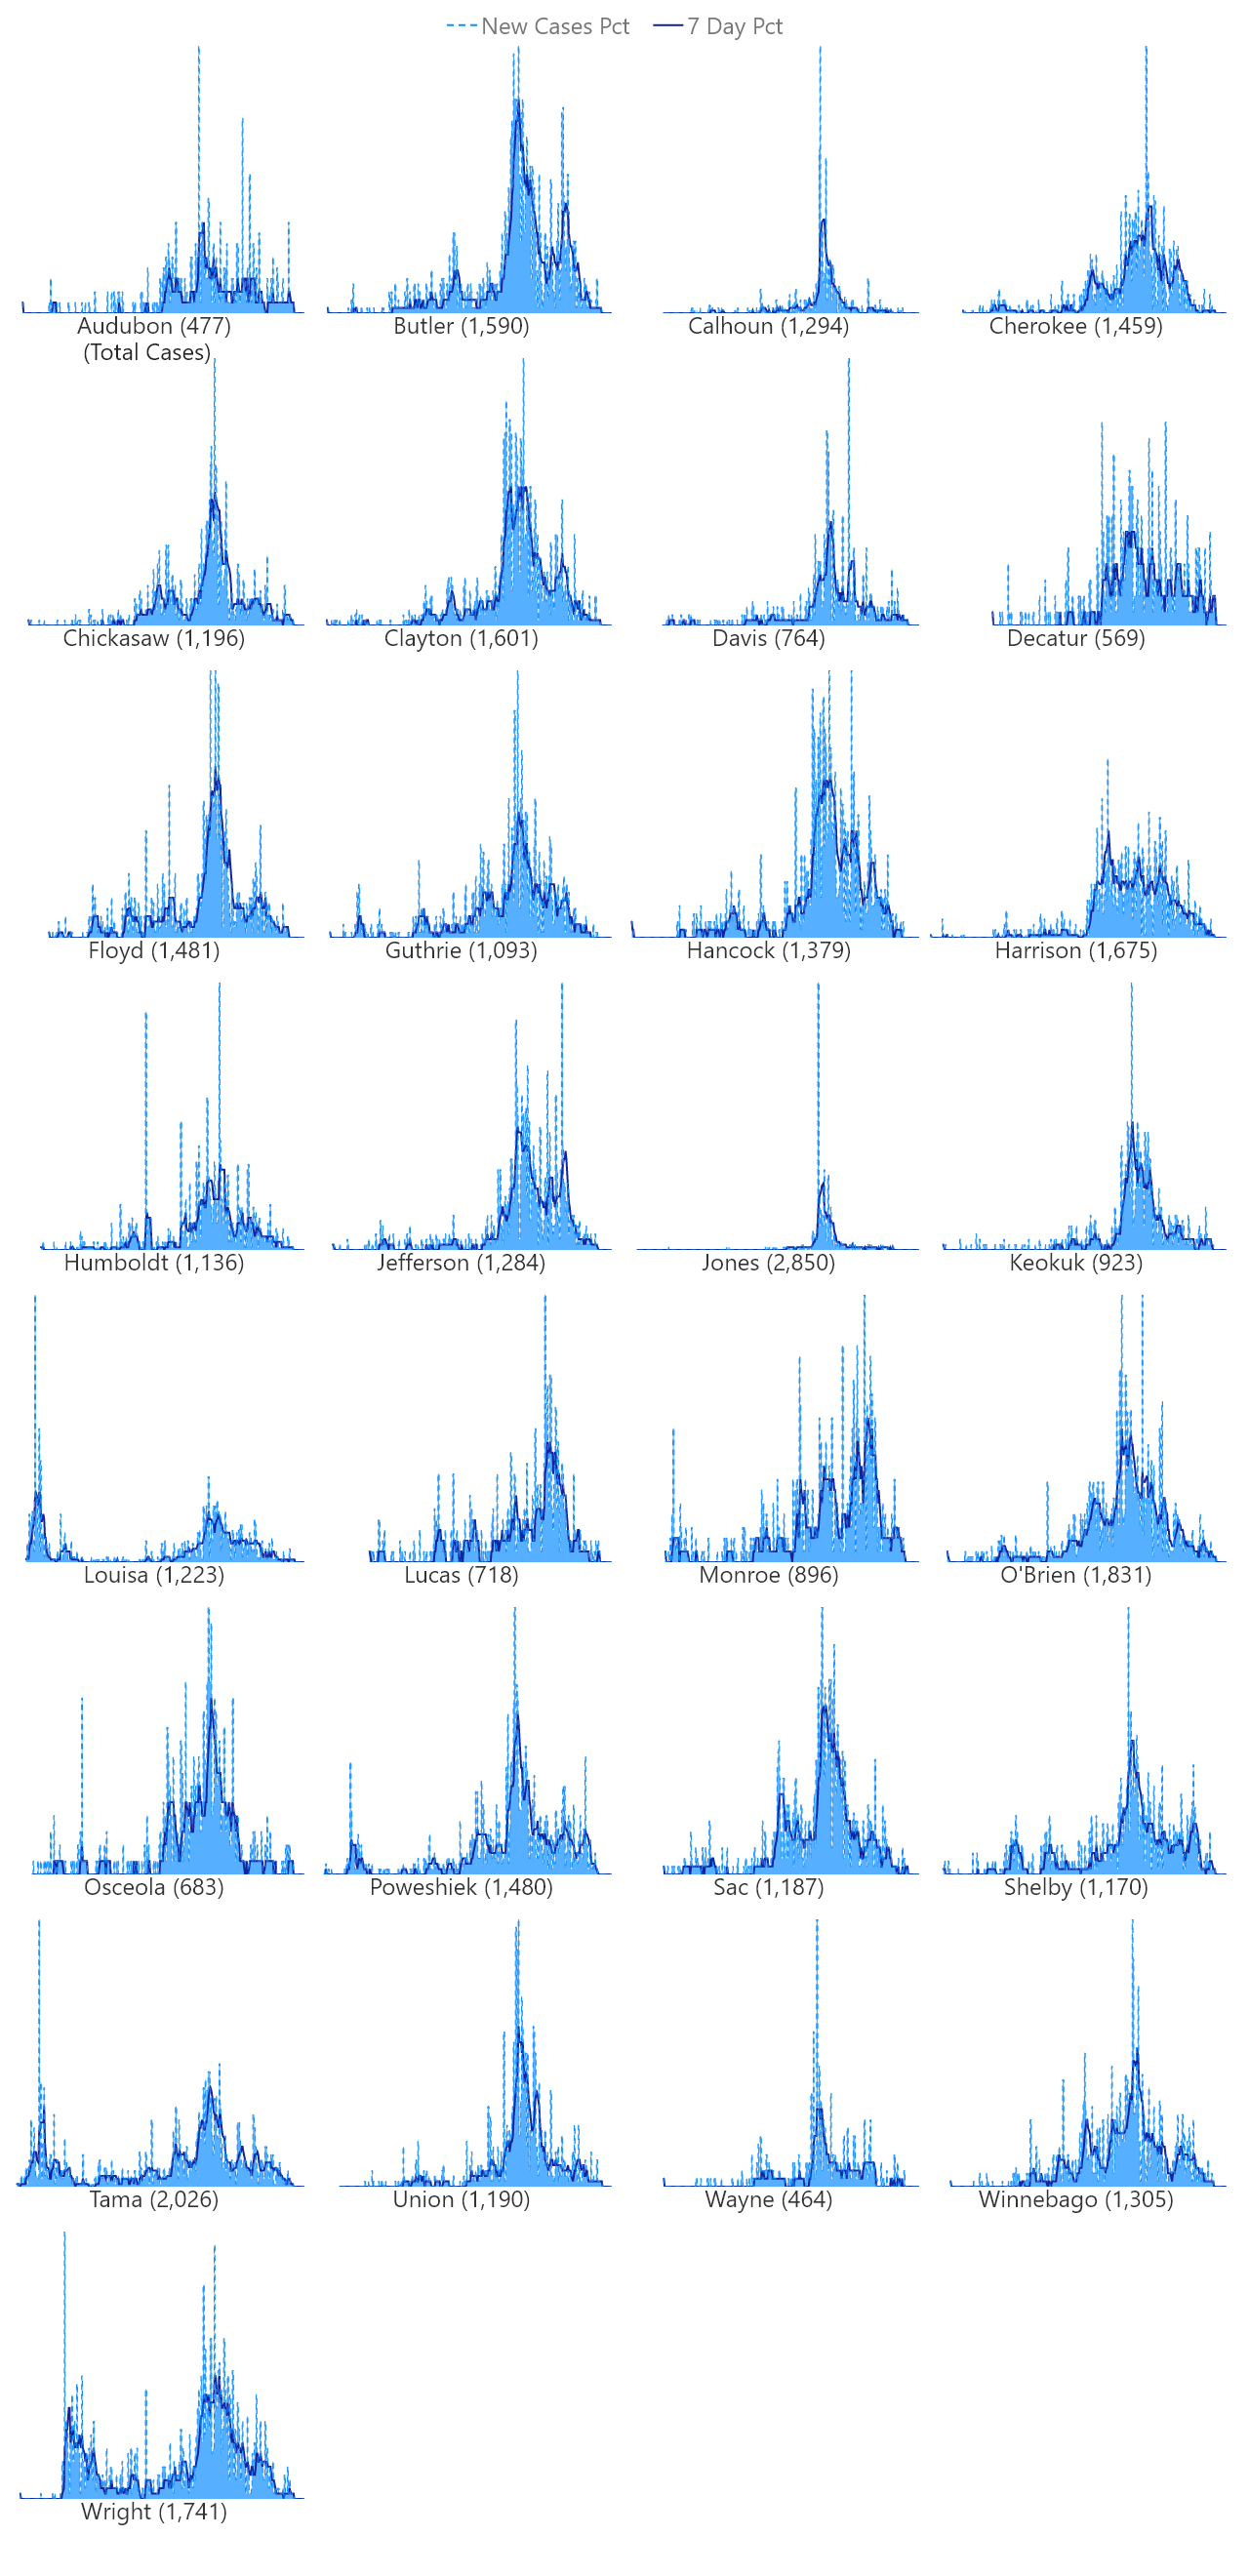 New Cases Pct 7 Day Pct
Audubon (477) Butler (1,590) Calhoun (1,294) Cherokee (1,459)
(Total Cases)
Chickasaw (1,196) Clayton (1,601) Davis (764) Decatur (569)
Floyd (1,481) Guthrie (1,093) Hancock (1,379) Harrison (1,675)
Humboldt (1,136) Jefferson (1,284) Jones (2,850) Keokuk (923)
Louisa (1,223) Lucas (718) Monroe (896) O'Brien (1,831)
Osceola (683) Poweshiek (1,480) Sac (1,187) Shelby (1,170)
Tama (2,026) Union (1,190) Wayne (464) Winnebago (1,305)
Wright (1,741)